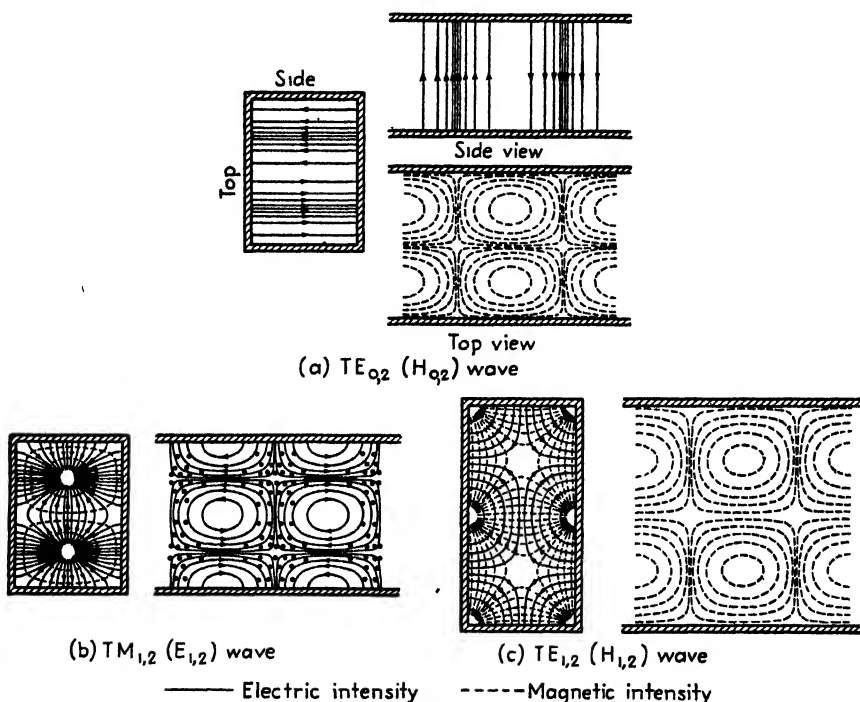 Side
Top
Side view
Top view
(a) TE0,2 (H0,2) wave
(b) TM1,2 (E1,2) wave
(c) TE1,2 (H1,2) wave
Electric intensity
Magnetic intensity